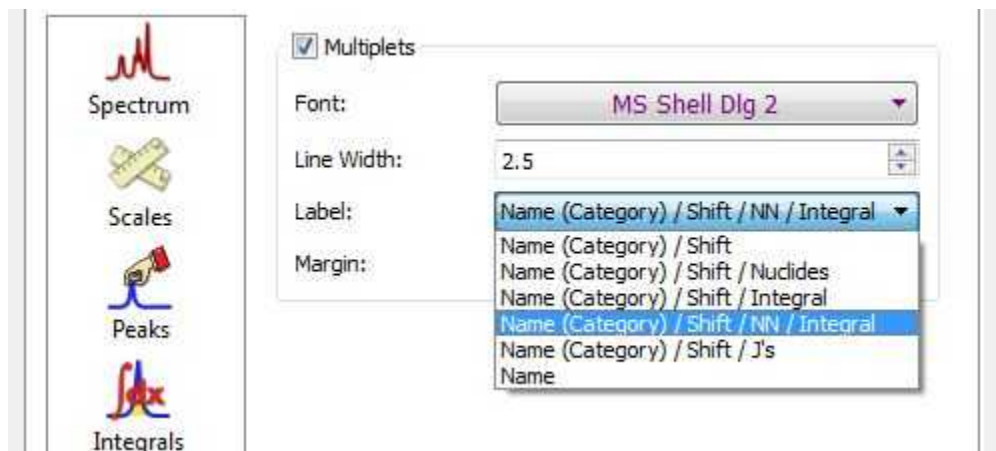 Spectrum
Scales
Peaks
Integrals
Multiplets
Font:
MS Shell Dlg 2
Line Width:
2.5
Label:
Name (Category) / Shift / NN / Integral
Margin:
Name (Category) / Shift
Name (Category) / Shift / Nuclides
Name (Category) / Shift / Integral
Name (Category) / Shift / NN / Integral
Name (Category) / Shift / J's
Name